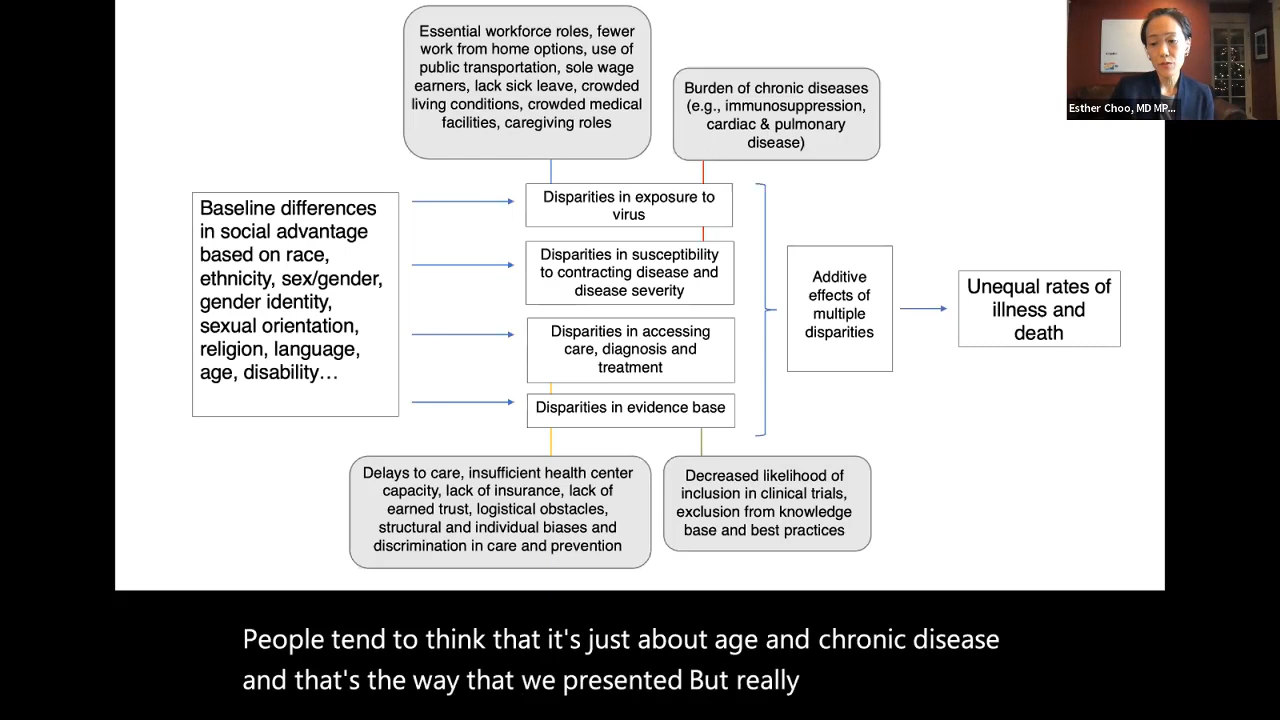 Essential workforce roles, fewer
work from home options, use of
public transportation, sole wage
earners, lack sick leave, crowded
living conditions, crowded medical
facilities, caregiving roles
Burden of chronic diseases
(e.g., immunosuppression,
cardiac & pulmonary
disease)
Esther Choo, MD MP...
Baseline differences
in social advantage
based on race,
ethnicity, sex/gender,
gender identity,
sexual orientation,
religion, language,
age, disability…
Disparities in exposure to
virus
Disparities in susceptibility
to contracting disease and
disease severity
Disparities in accessing
care, diagnosis and
treatment
Disparities in evidence base
Additive
effects of
multiple
disparities
Unequal rates of
illness and
death
Delays to care, insufficient health center
capacity, lack of insurance, lack of
earned trust, logistical obstacles,
structural and individual biases and
discrimination in care and prevention
Decreased likelihood of
inclusion in clinical trials,
exclusion from knowledge
base and best practices
People tend to think that it's just about age and chronic disease
and that's the way that we presented But really